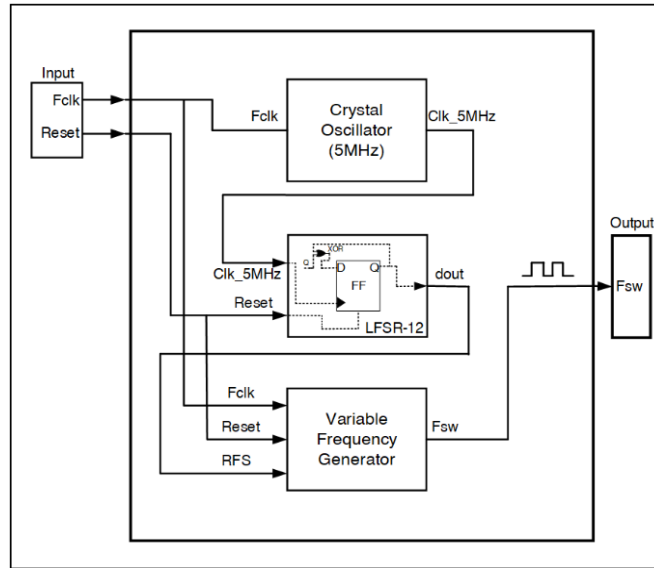 Input
Fclk
Reset
Fclk
Crystal
Oscillator
(5MHz)
Clk_5MHz
Clk_5MHz
Reset
Q
XOR
D
Q
FF
LFSR-12
dout
Output
Fsw
Fclk
Reset
RFS
Variable
Frequency
Generator
Fsw